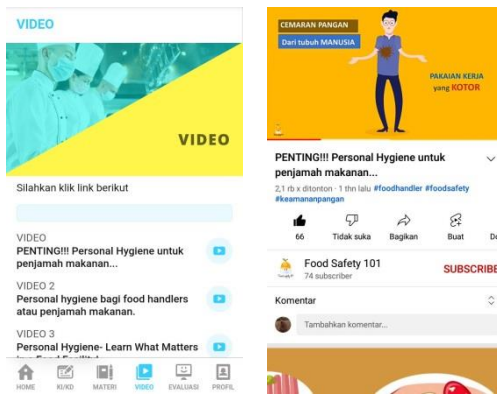 VIDEO
VIDEO
Silahkan klik link berikut
VIDEO
PENTING!!! Personal Hygiene untuk
penjamah makanan...
VIDEO 2
Personal hygiene bagi food handlers
atau penjamah makanan.
VIDEO 3
Personal Hygiene- Learn What Matters
HOME KI/KD MATERI VIDEO EVALUASI PROFIL
CEMARAN PANGAN
Dari tubuh MANUSIA
PAKAIAN KERJA
yang KOTOR
PENTING!!! Personal Hygiene untuk
penjamah makanan...
2,1 rb x ditonton · 1 thn lalu #foodhandler #foodsafety
#keamananpangan
66 Tidak suka Bagikan Buat
Food Safety 101
74 subscriber
SUBSCRIBE
Komentar
Tambahkan komentar...